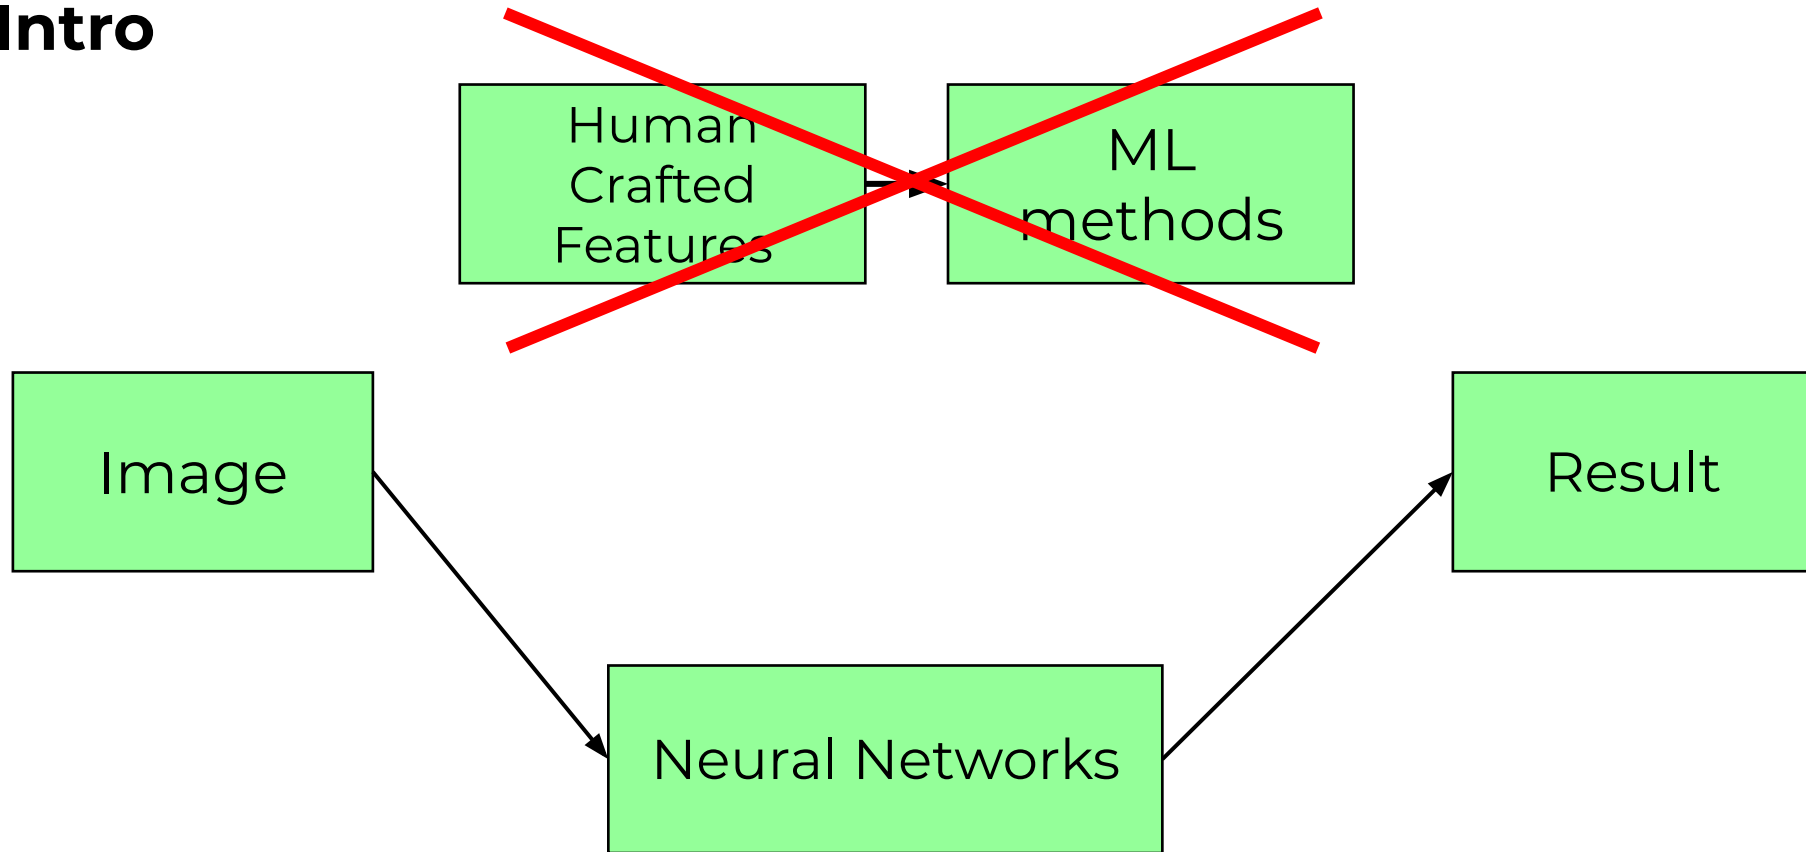 Intro
Human
Crafted
Features
ML
methods
Image
Result
Neural Networks